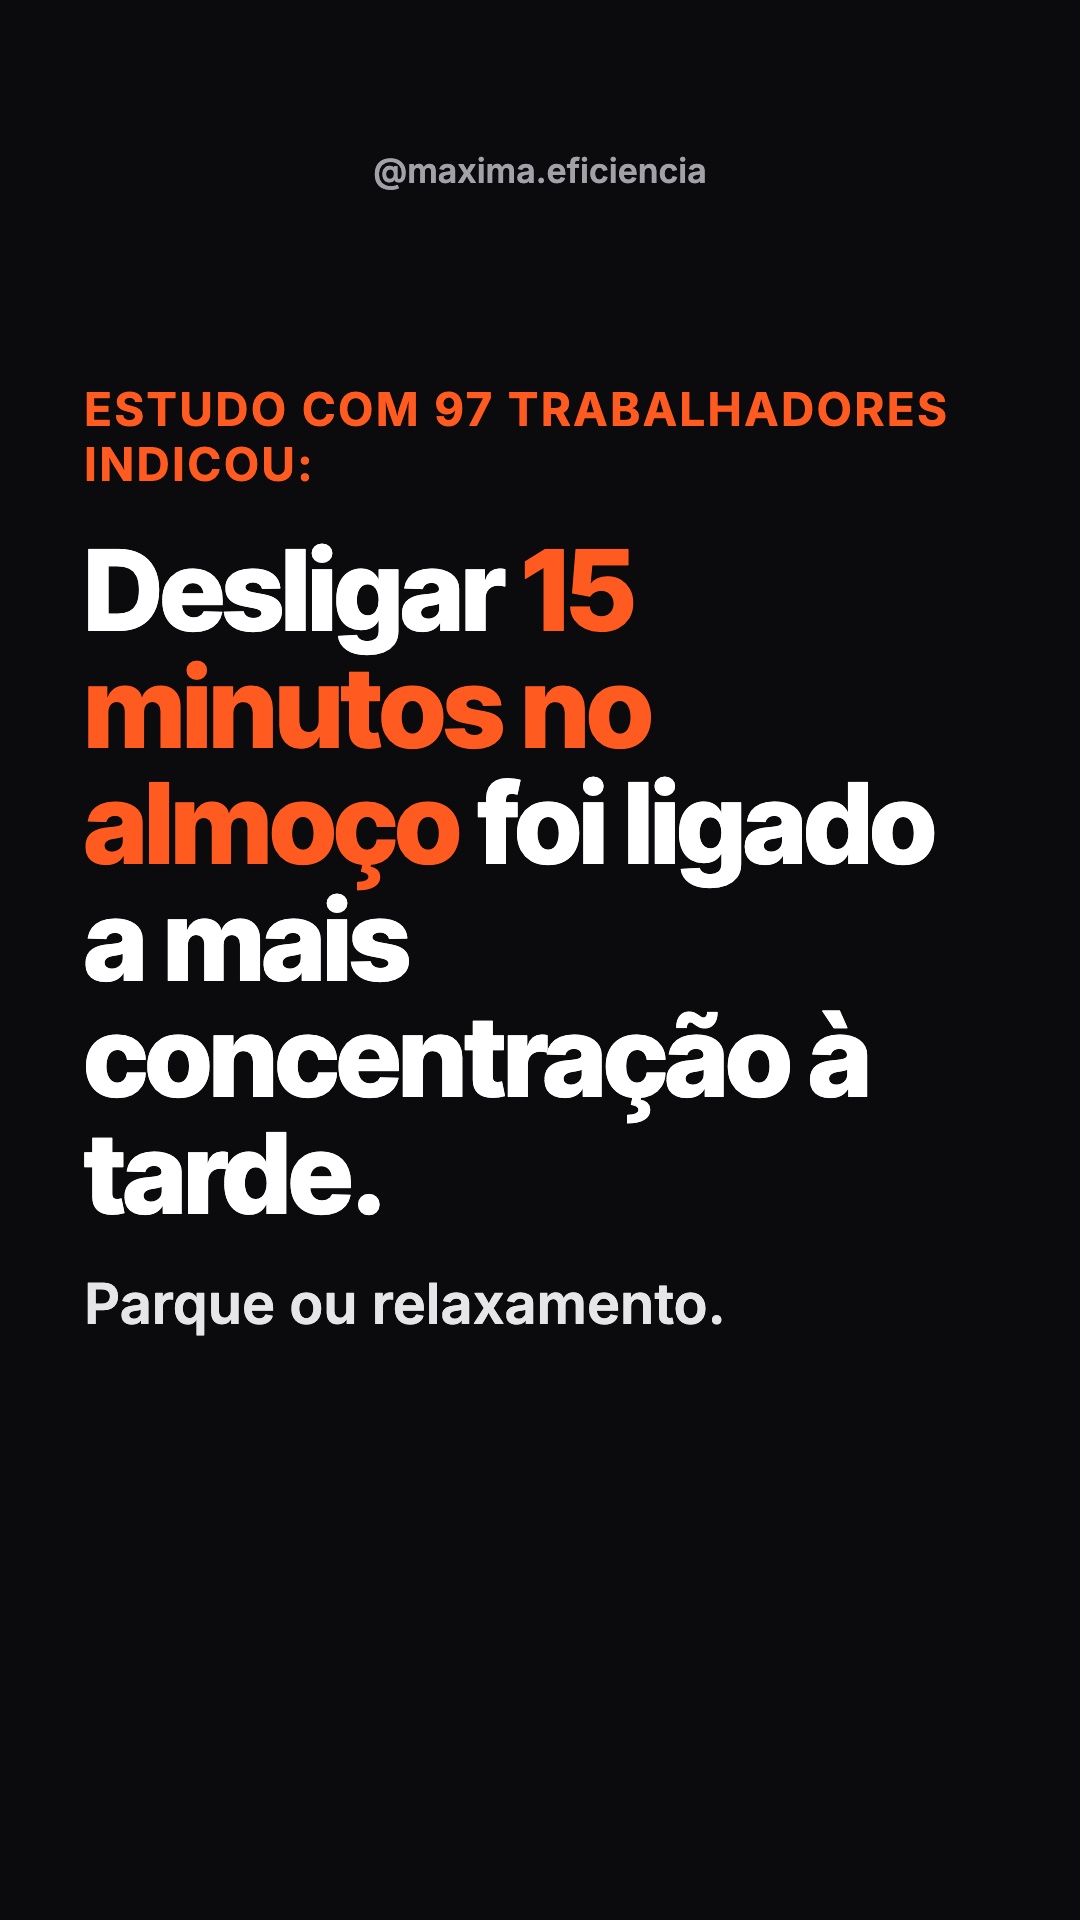 @maxima.eficiencia
ESTUDO COM 97 TRABALHADORES
INDICOU:
Desligar 15
minutos no
almoço foi ligado
a mais
concentração à
tarde.
Parque ou relaxamento.